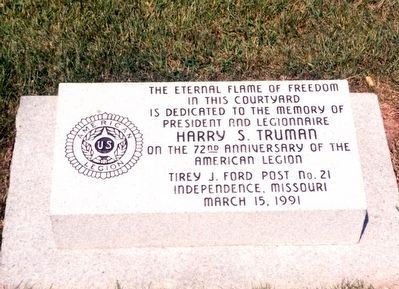 THE ETERNAL FLAME OF FREEDOM
IN THIS COURTYARD
IS DEDICATED TO THE MEMORY OF
PRESIDENT AND LEGIONNAIRE
HARRY S. TRUMAN
ON THE 72ND ANNIVERSARY OF THE
AMERICAN LEGION
TIREY J. FORD POST No. 21
INDEPENDENCE, MISSOURI
MARCH 15, 1991
U S
LEGION